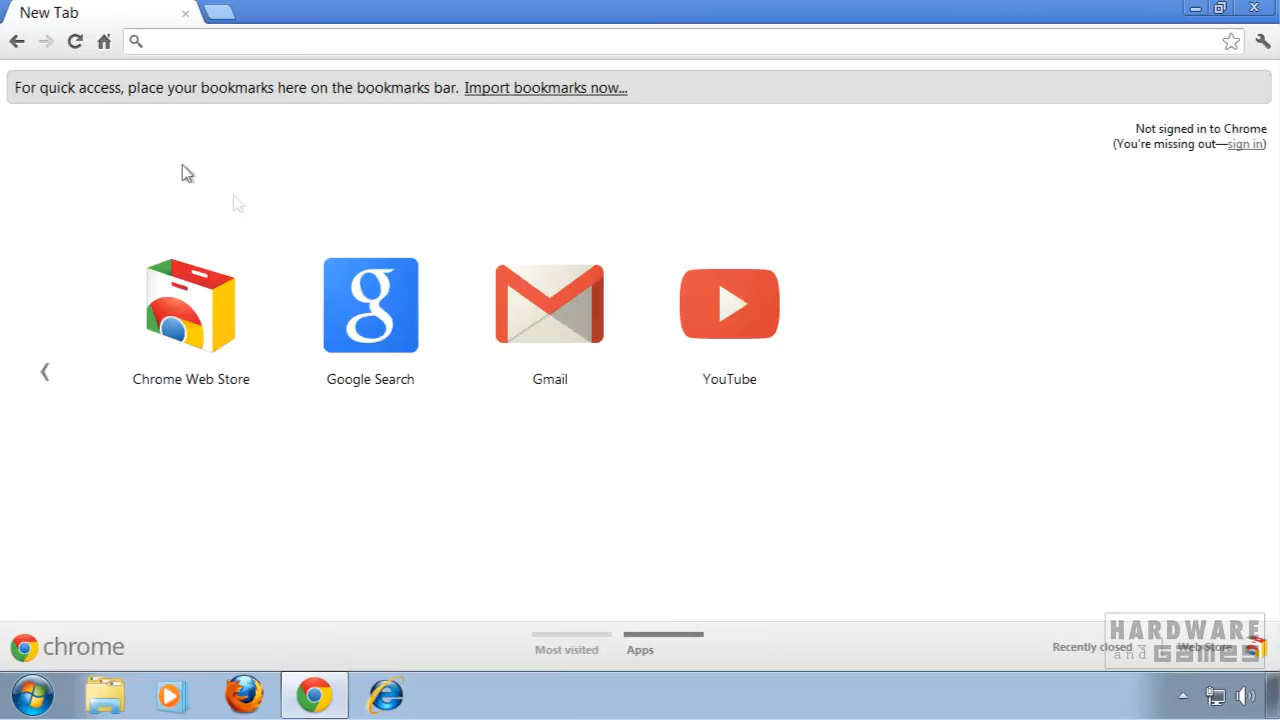 New Tab
For quick access, place your bookmarks here on the bookmarks bar. Import bookmarks now...
Not signed in to Chrome
(You're missing out—sign in)
Chrome Web Store
Google Search
Gmail
YouTube
chrome
Most visited
Apps
Recently closed
Web Store
HARDWARE
and GAMES